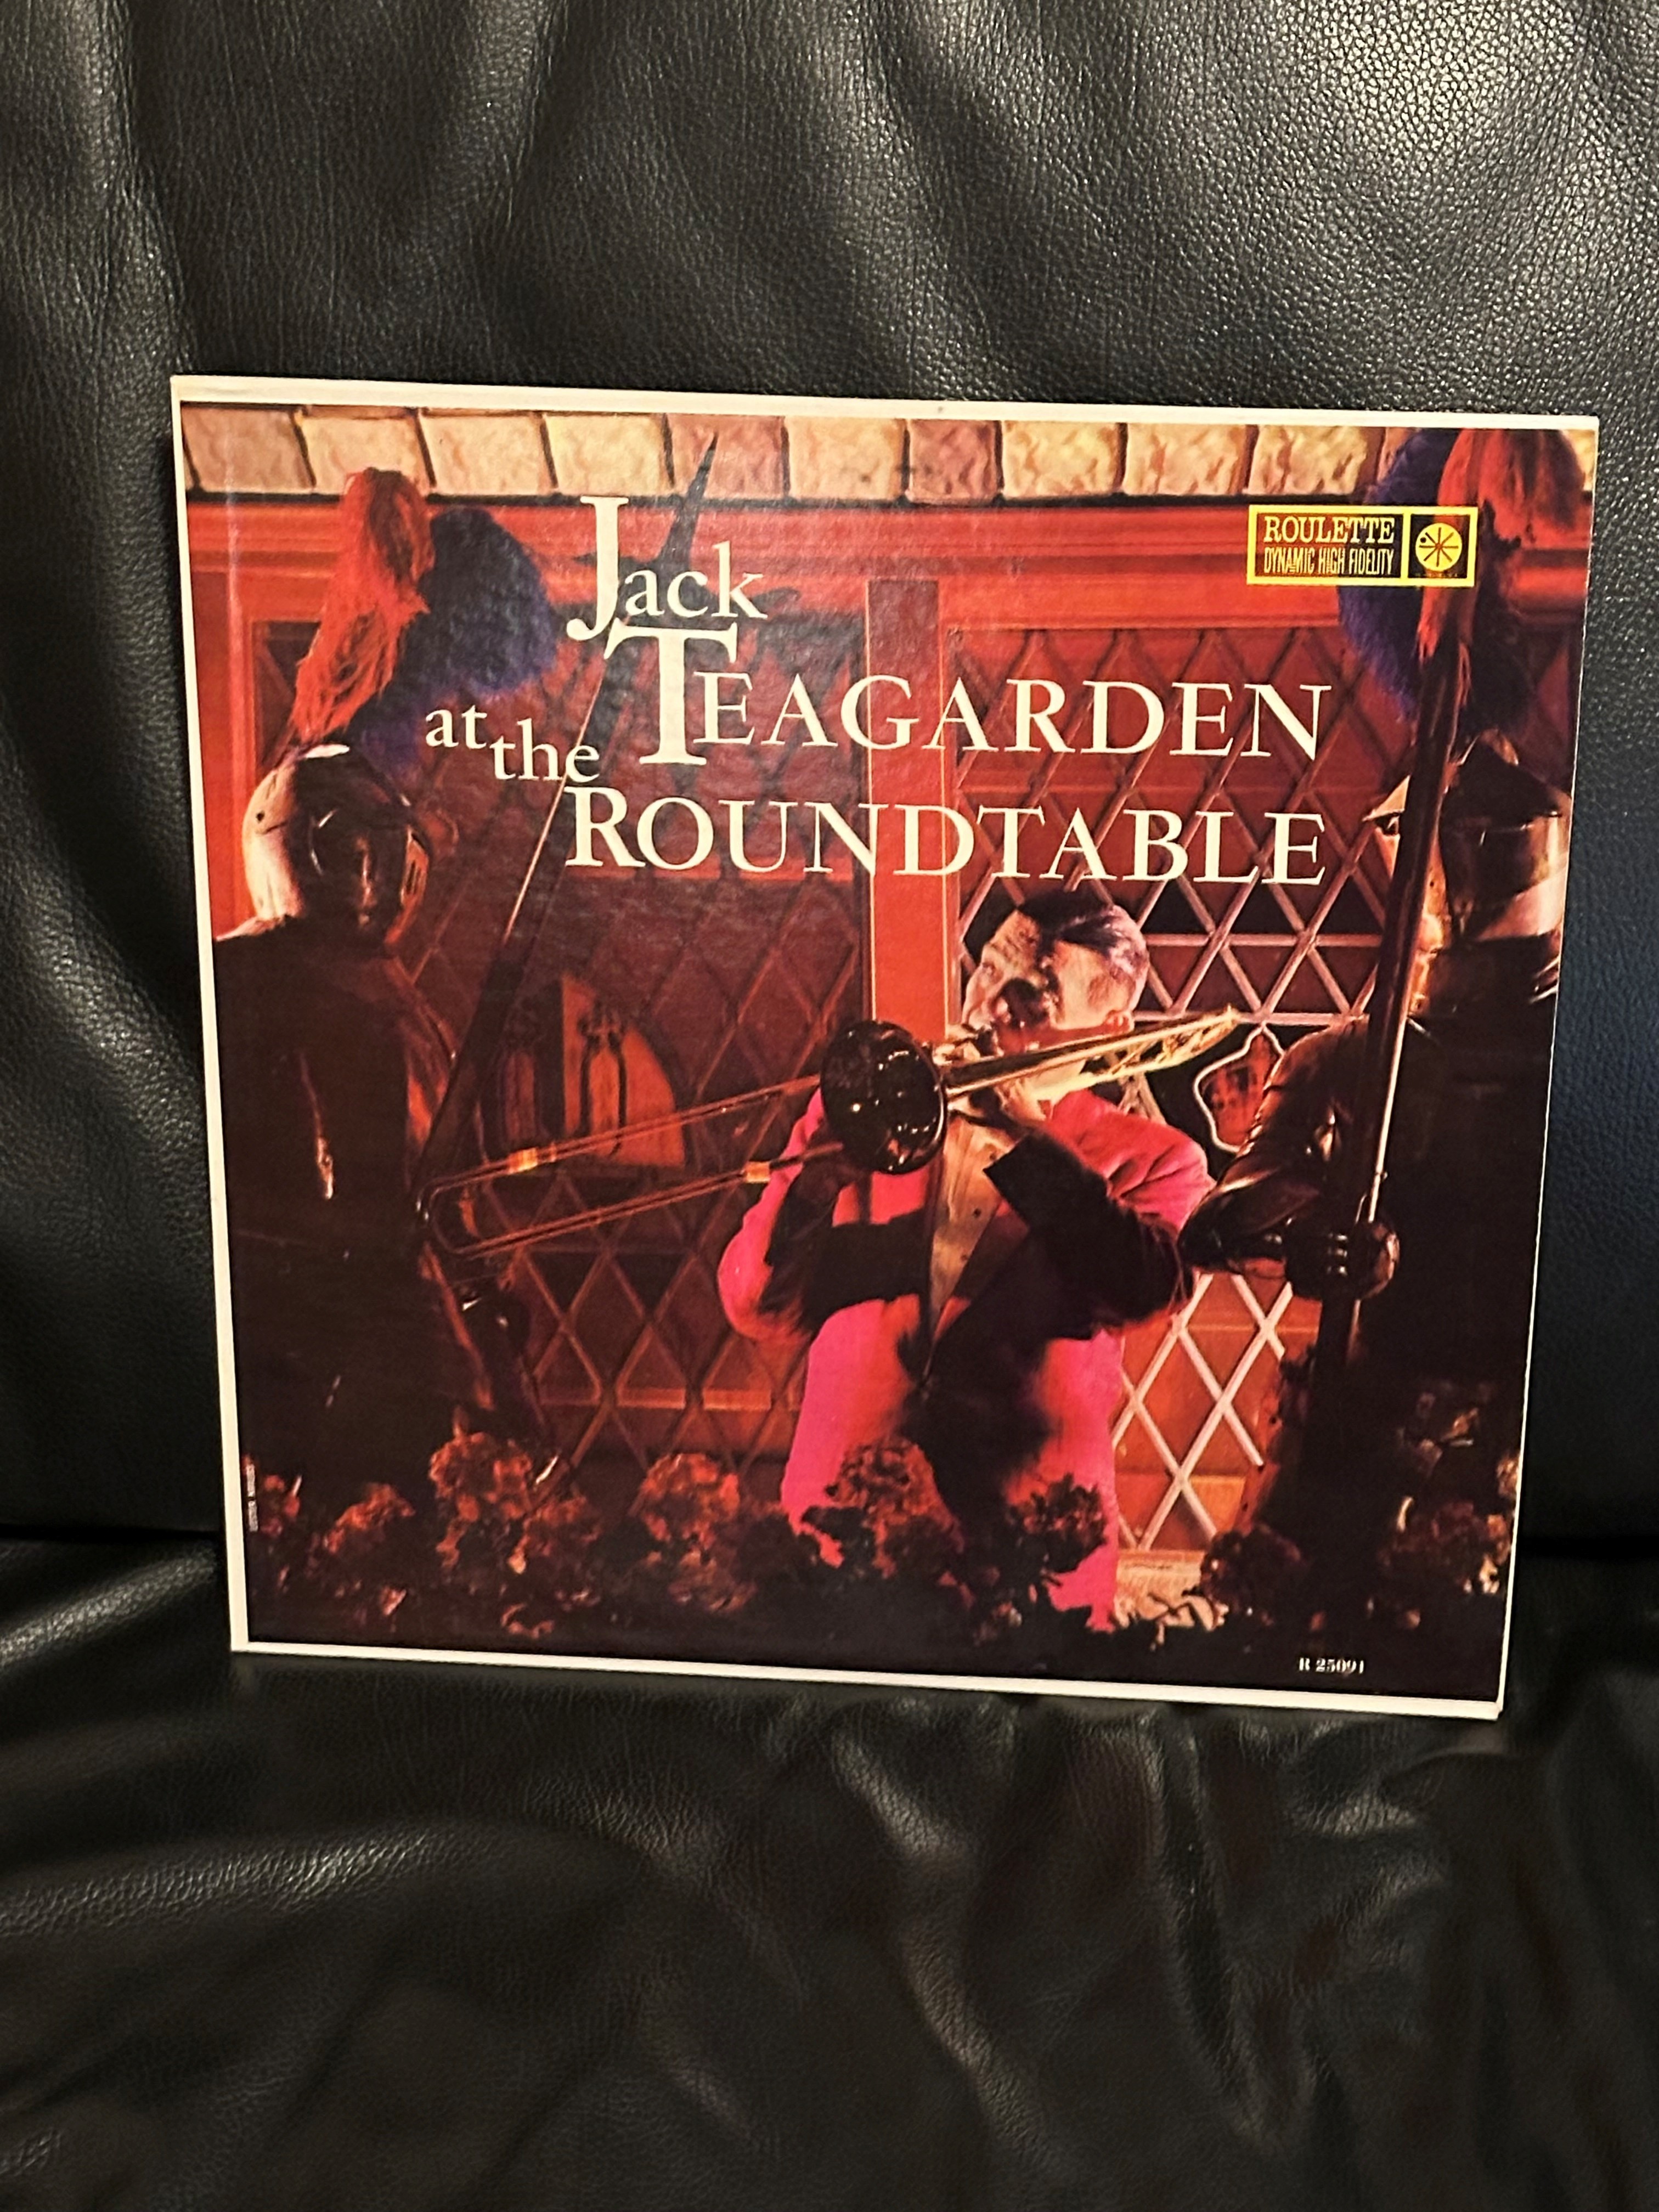 Jack
TEAGARDEN
at the
ROUNDTABLE
ROULETTE
DYNAMIC HIGH FIDELITY
R 25091